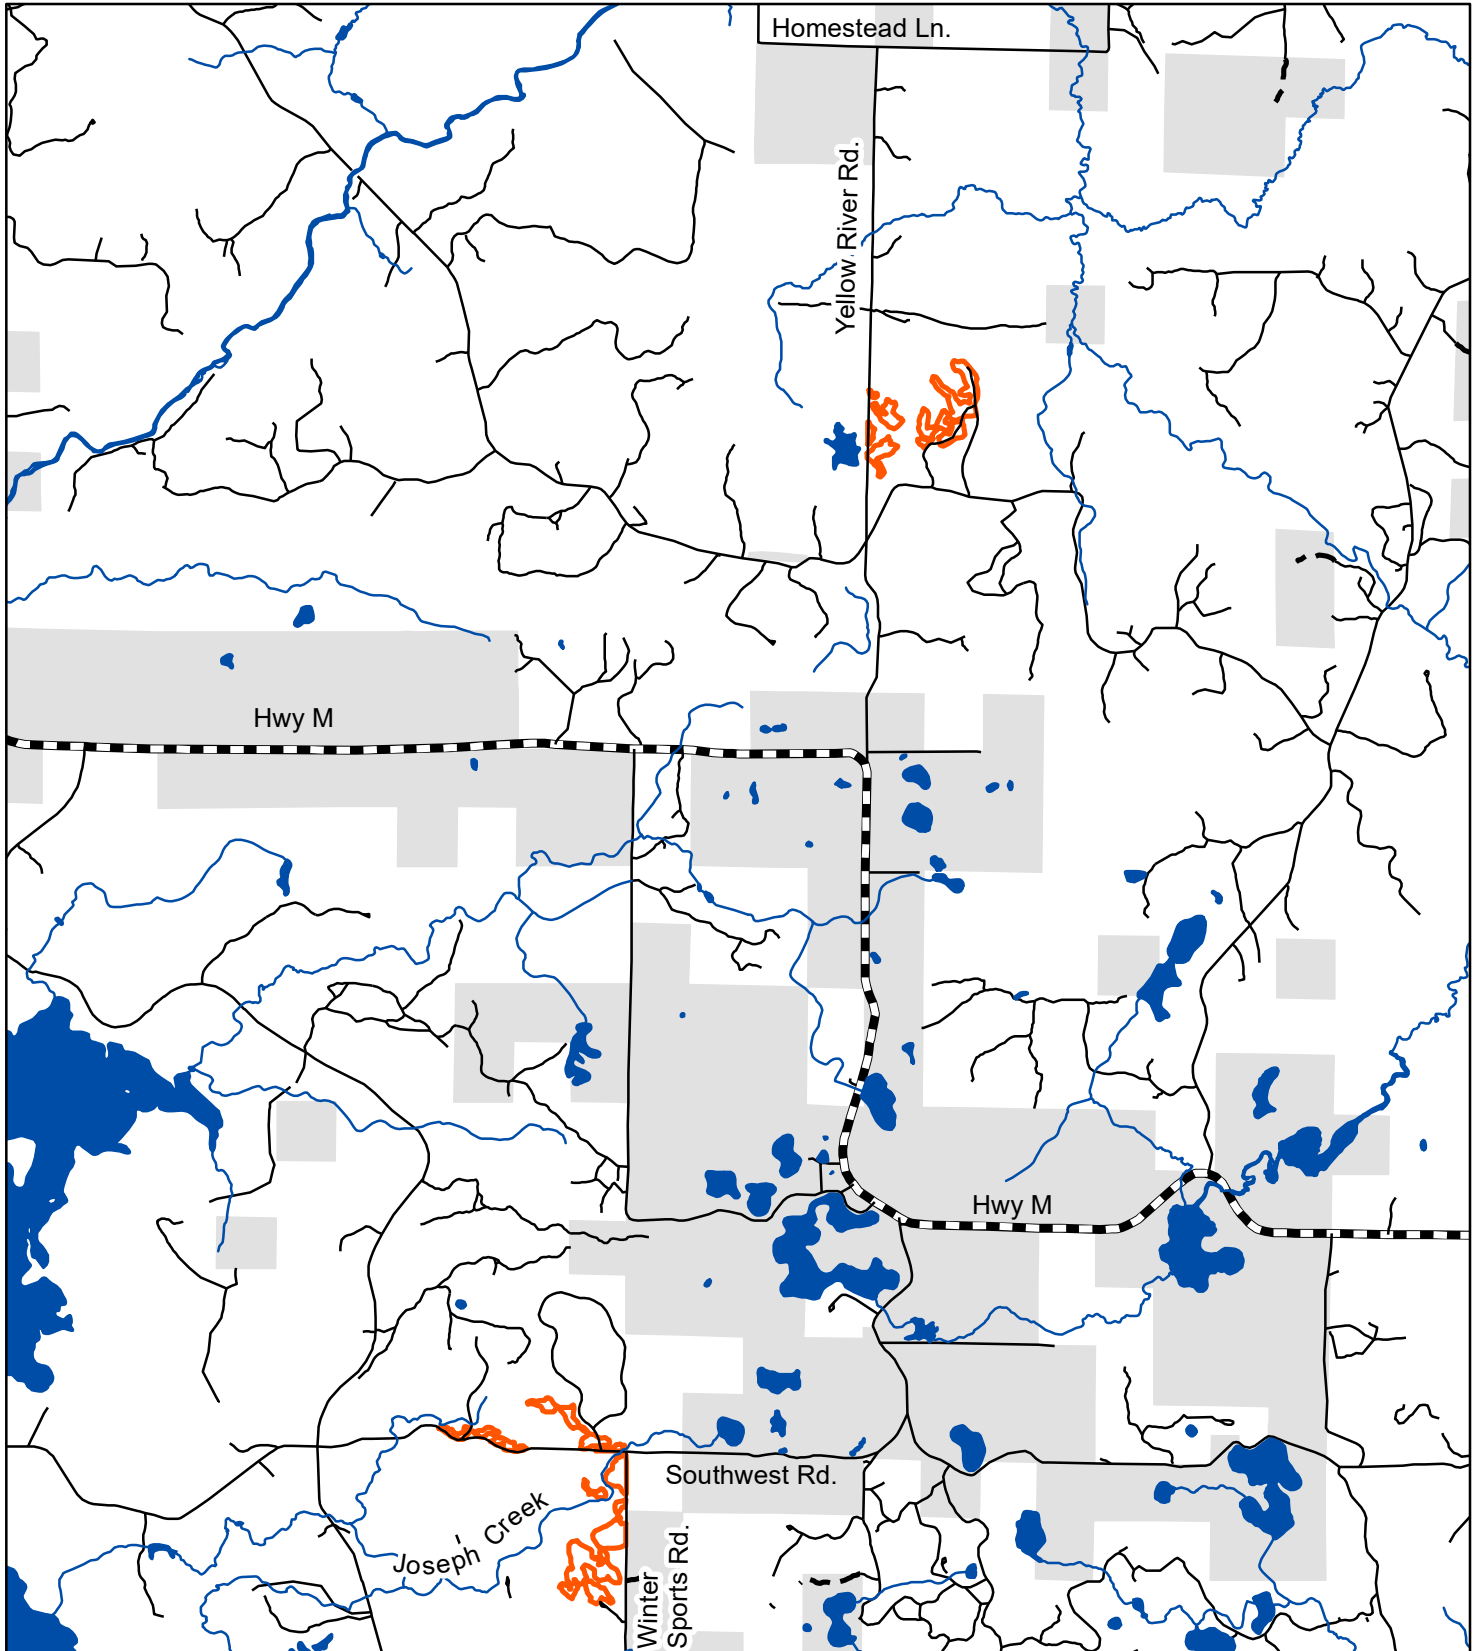 Homestead Ln.
Yellow River Rd.
Hwy M
Hwy M
Southwest Rd.
Joseph Creek
Winter
Sports Rd.